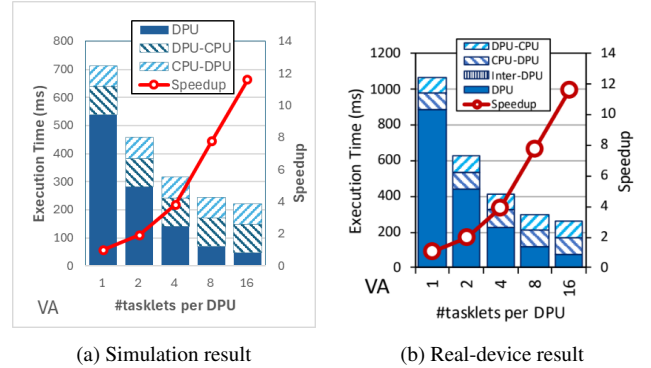 DPU
DPU-CPU
CPU-DPU
Speedup
800
700
600
500
400
300
200
100
0
Execution Time (ms)
14
12
10
8
6
4
2
0
Speedup
1 2 4 8 16
VA
#tasklets per DPU
(a) Simulation result
DPU-CPU
CPU-DPU
Inter-DPU
DPU
Speedup
1200
1000
800
600
400
200
0
Execution Time (ms)
14
12
10
8
6
4
2
0
Speedup
1 2 4 8 16
VA
#tasklets per DPU
(b) Real-device result